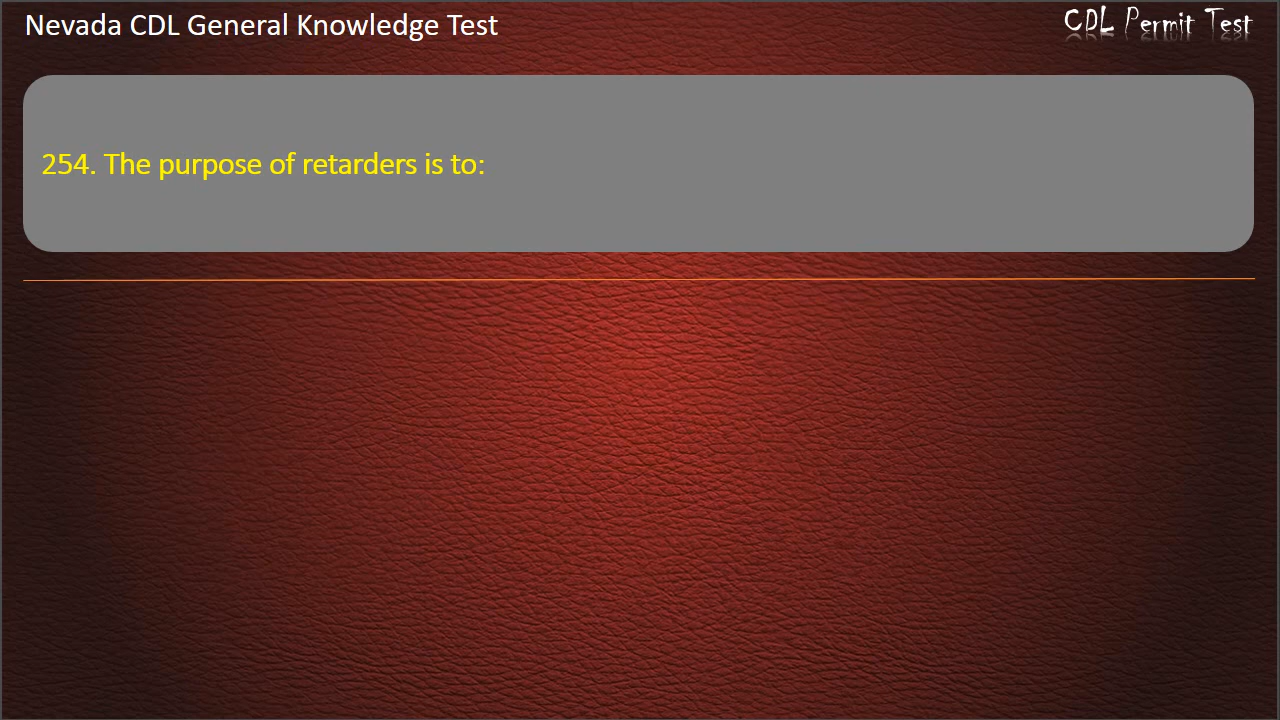 Nevada CDL General Knowledge Test
CDL Permit Test
254. The purpose of retarders is to: